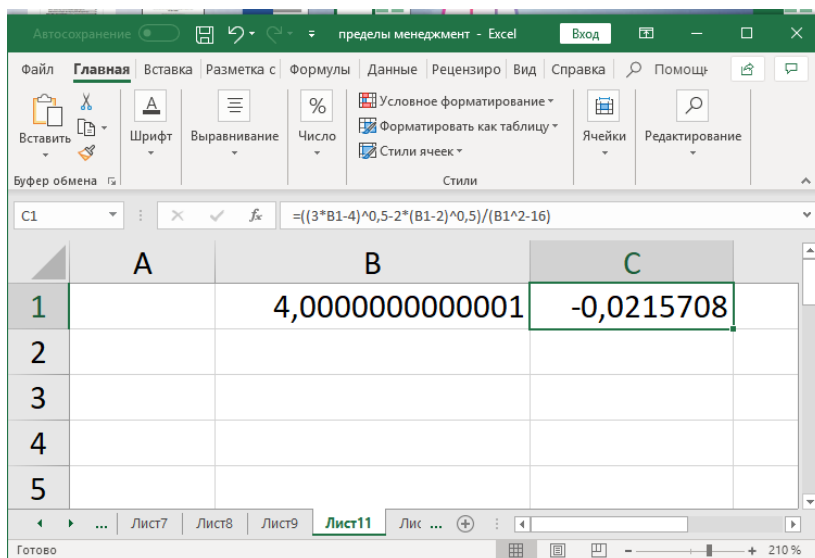 Автосохранение пределы менеджмент - Excel Вход
Файл Главная Вставка Разметка с Формулы Данные Рецензиро Вид Справка Помощ
Вставить
Шрифт
Выравнивание
%
Число
Условное форматирование
Форматировать как таблицу
Стили ячеек
Ячейки
Редактирование
Буфер обмена Стили
C1 fx =((3*B1-4)^0,5-2*(B1-2)^0,5)/(B1^2-16)
A B C
1 4,0000000000001 -0,0215708
2
3
4
5
... Лист7 Лист8 Лист9 Лист11 Лис ...
Готово 210 %